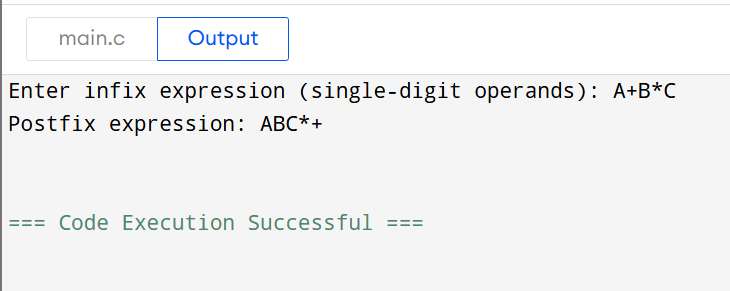 main.c
Output
Enter infix expression (single-digit operands): A+B*C
Postfix expression: ABC*+
=== Code Execution Successful ===